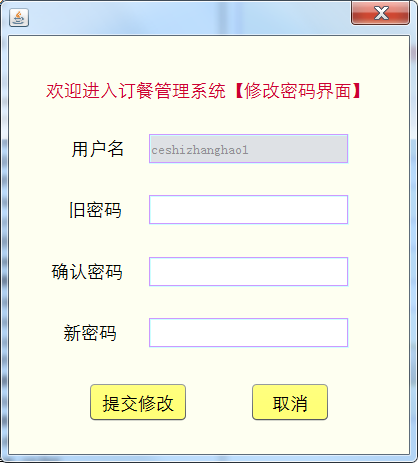 欢迎进入订餐管理系统【修改密码界面】
用户名 ceshizhanghao1
旧密码
确认密码
新密码
提交修改 取消